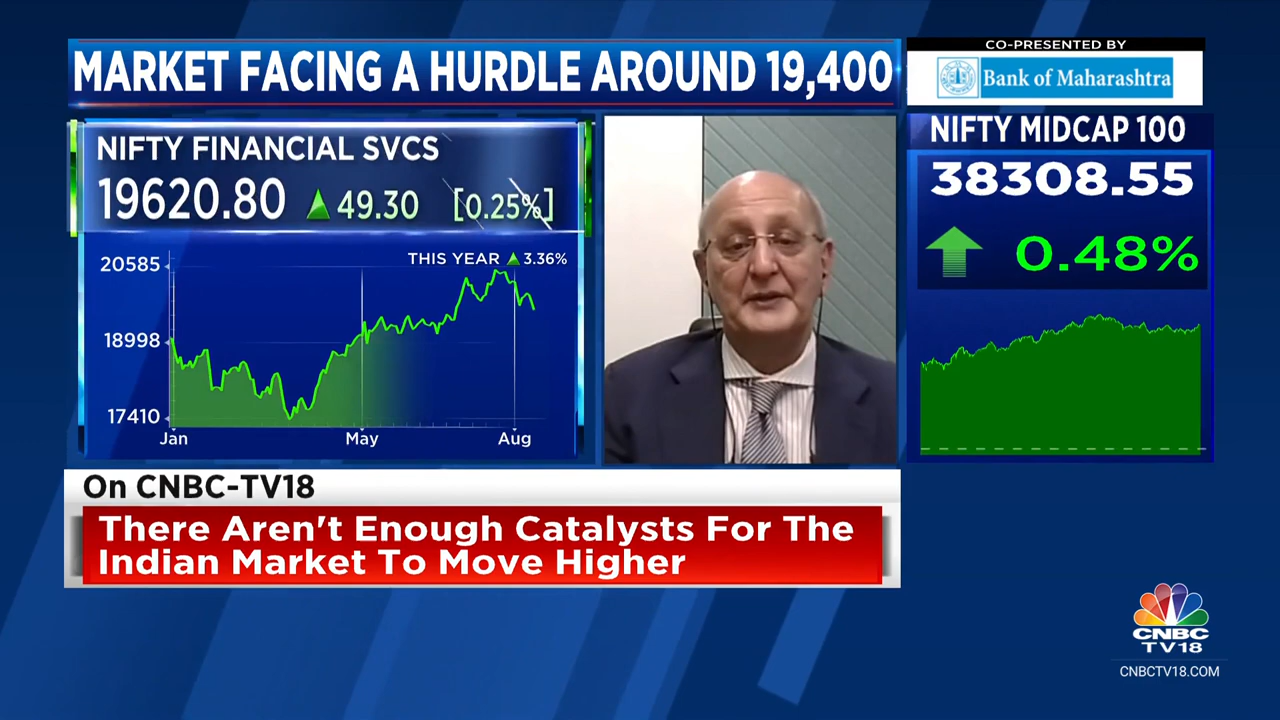 MARKET FACING A HURDLE AROUND 19,400
CO-PRESENTED BY
Bank of Maharashtra
NIFTY FINANCIAL SVCS
19620.80 ▲ 49.30 [0.25%]
THIS YEAR ▲ 3.36%
20585
18998
17410
Jan May Aug
NIFTY MIDCAP 100
38308.55
0.48%
On CNBC-TV18
There Aren't Enough Catalysts For The
Indian Market To Move Higher
CNBC
TV18
CNBCTV18.COM